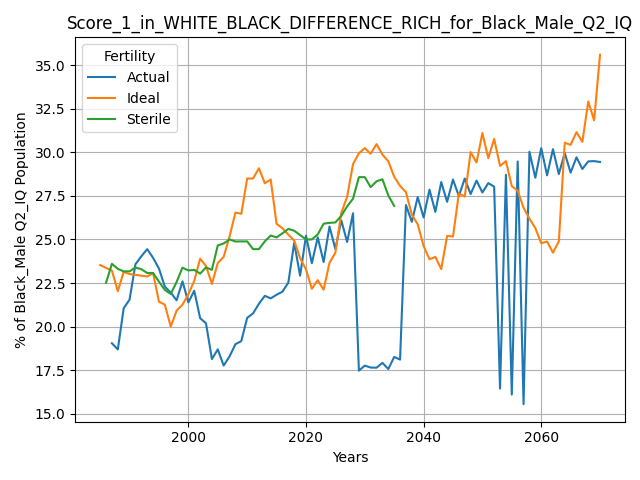 Score_1_in_WHITE_BLACK_DIFFERENCE_RICH_for_Black_Male_Q2_IQ
Fertility
Actual
Ideal
Sterile
% of Black_Male Q2_IQ Population
35.0
32.5
30.0
27.5
25.0
22.5
20.0
17.5
15.0
2000
2020
2040
2060
Years